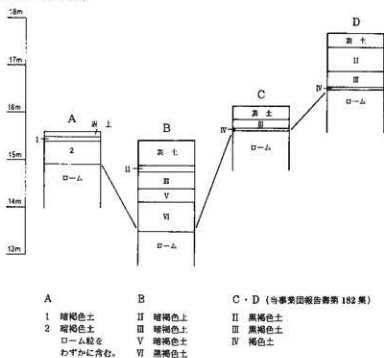 18m
17m
16m
15m
14m
13m
A
表土
1
2
ローム
B
表土
II
III
V
VI
ローム
C
表土
III
IV
ローム
D
表土
II
III
IV
ローム
A
1 暗褐色土
2 暗褐色土
ローム粒を
わずかに含む。
B
II 暗褐色土
III 暗褐色土
V 暗褐色土
VI 黒褐色土
C・D (当事業団報告書第182集)
II 黒褐色土
III 黒褐色土
IV 褐色土